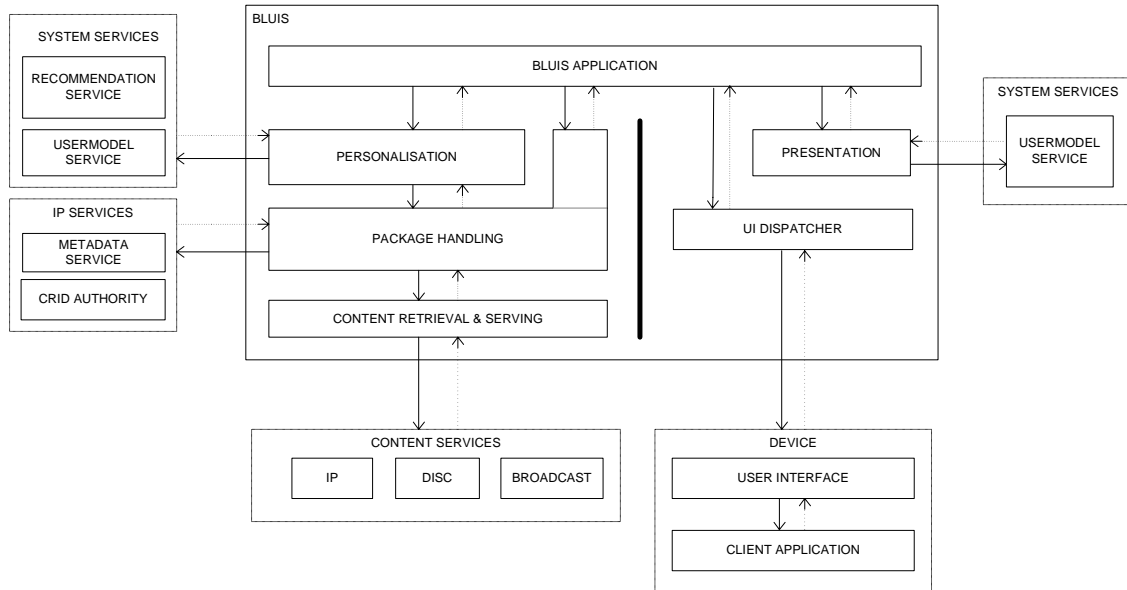 SYSTEM SERVICES
RECOMMENDATION
SERVICE
USERMODEL
SERVICE
IP SERVICES
METADATA
SERVICE
CRID AUTHORITY
BLUIS
BLUIS APPLICATION
PERSONALISATION
PACKAGE HANDLING
CONTENT RETRIEVAL & SERVING
PRESENTATION
UI DISPATCHER
SYSTEM SERVICES
USERMODEL
SERVICE
CONTENT SERVICES
IP
DISC
BROADCAST
DEVICE
USER INTERFACE
CLIENT APPLICATION